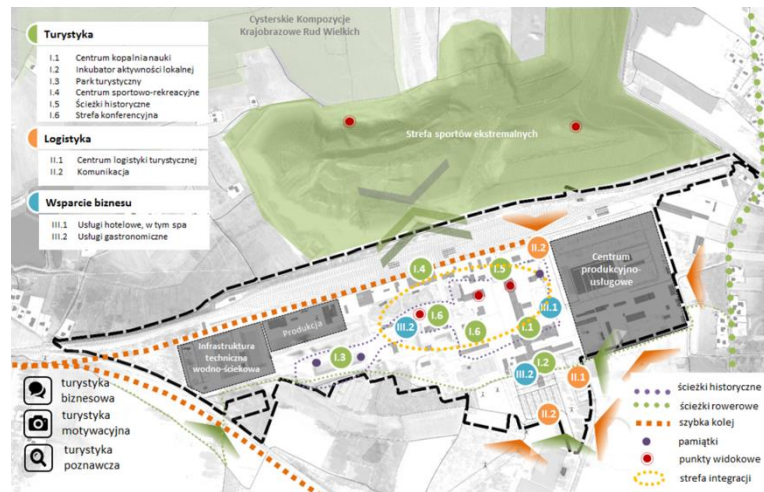 Cysterskie Kompozycje
Krajobrazowe Rud Wielkich
Turystyka
I.1 Centrum kopalnia nauki
I.2 Inkubator aktywności lokalnej
I.3 Park turystyczny
I.4 Centrum sportowo-rekreacyjne
I.5 Ścieżki historyczne
I.6 Strefa konferencyjna
Logistyka
II.1 Centrum logistyki turystycznej
II.2 Komunikacja
Wsparcie biznesu
III.1 Usługi hotelowe, w tym spa
III.2 Usługi gastronomiczne
Strefa sportów ekstremalnych
II.2
Centrum
produkcyjno-
usługowe
I.4
I.5
III.1
Produkcja
I.6
III.2
I.6
I.1
Infrastruktura
techniczna
wodno-ściekowa
I.3
I.2
III.2
II.1
II.2
turystyka
biznesowa
turystyka
motywacyjna
turystyka
poznawcza
ścieżki historyczne
ścieżki rowerowe
szybka kolej
pamiątki
punkty widokowe
strefa integracji